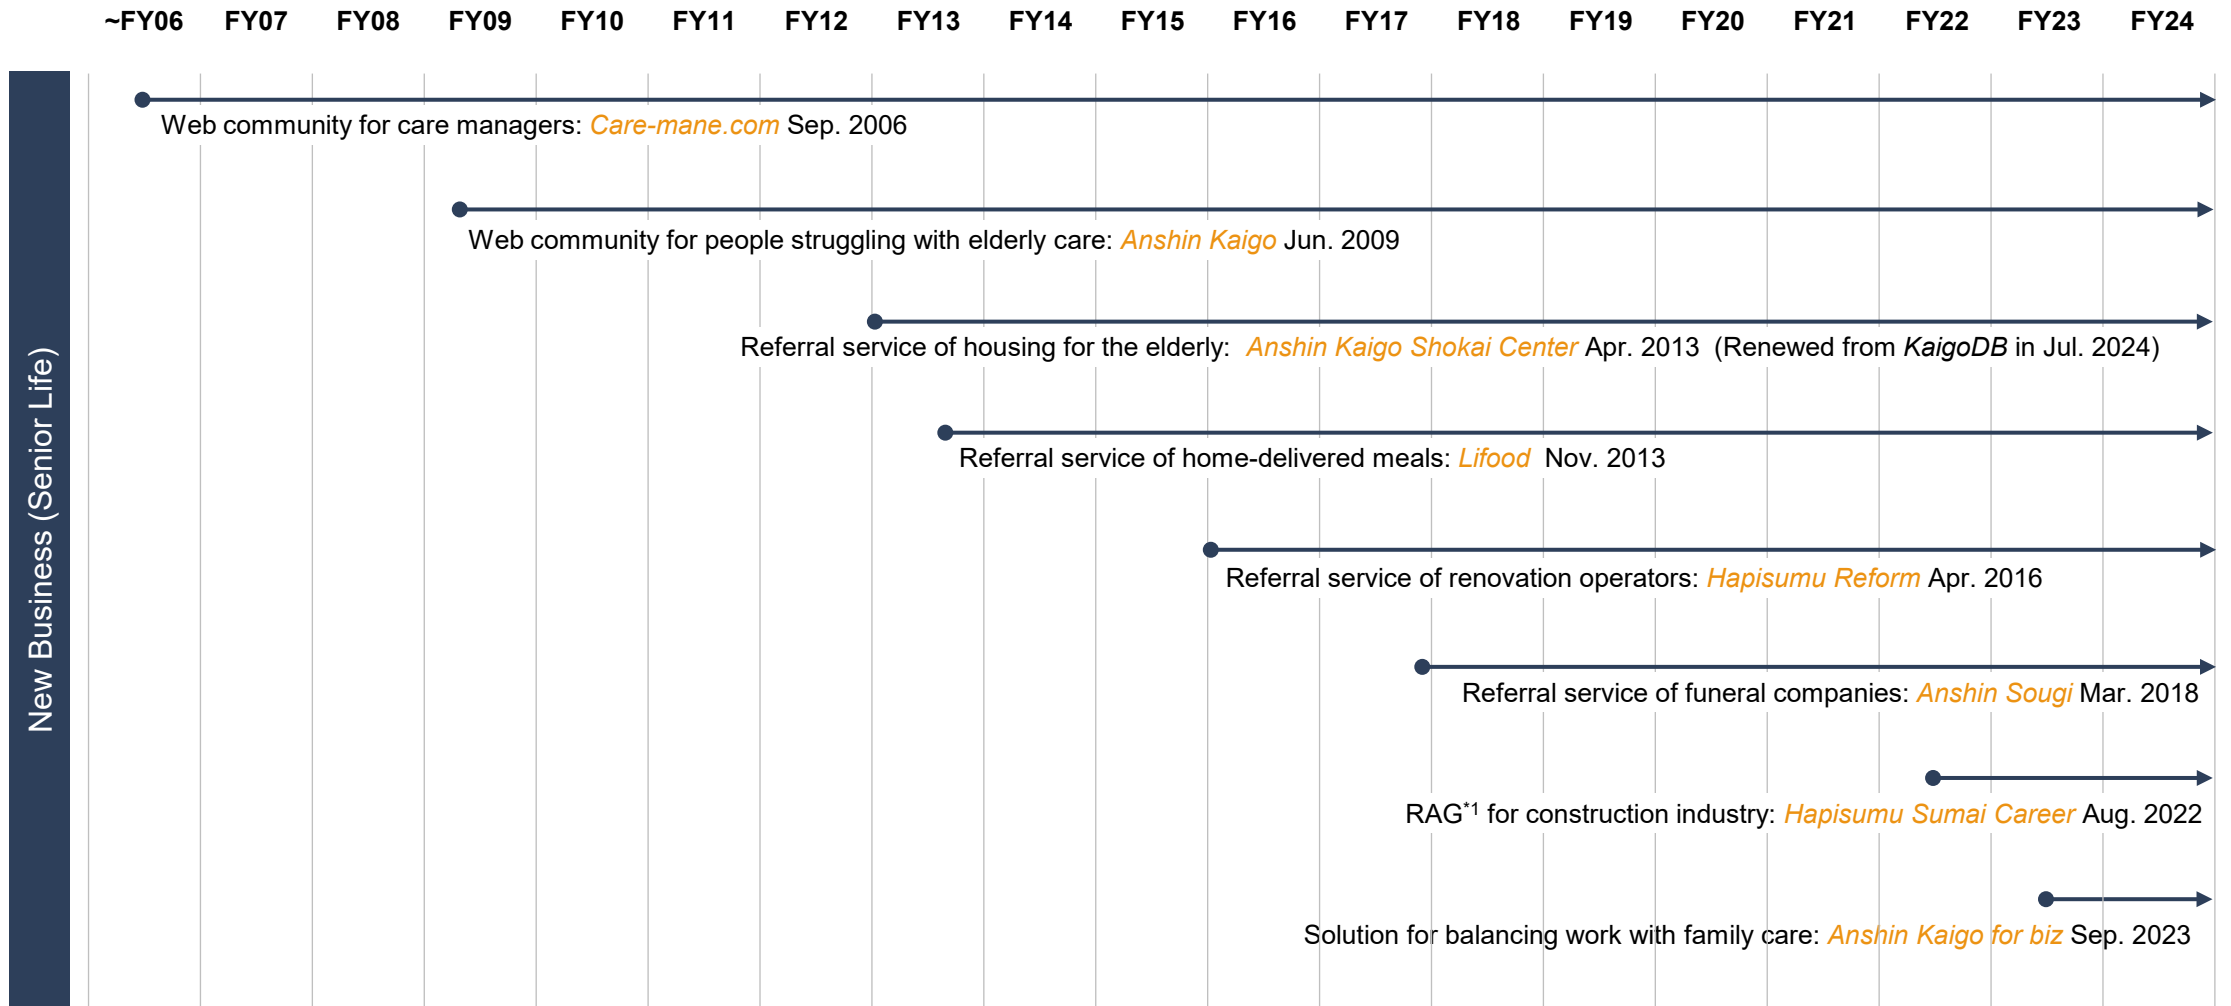 ~FY06 FY07 FY08 FY09 FY10 FY11 FY12 FY13 FY14 FY15 FY16 FY17 FY18 FY19 FY20 FY21 FY22 FY23 FY24
New Business (Senior Life)
Web community for care managers: Care-mane.com Sep. 2006
Web community for people struggling with elderly care: Anshin Kaigo Jun. 2009
Referral service of housing for the elderly: Anshin Kaigo Shokai Center Apr. 2013 (Renewed from KaigoDB in Jul. 2024)
Referral service of home-delivered meals: Lifood Nov. 2013
Referral service of renovation operators: Hapisumu Reform Apr. 2016
Referral service of funeral companies: Anshin Sougi Mar. 2018
RAG*1 for construction industry: Hapisumu Sumai Career Aug. 2022
Solution for balancing work with family care: Anshin Kaigo for biz Sep. 2023